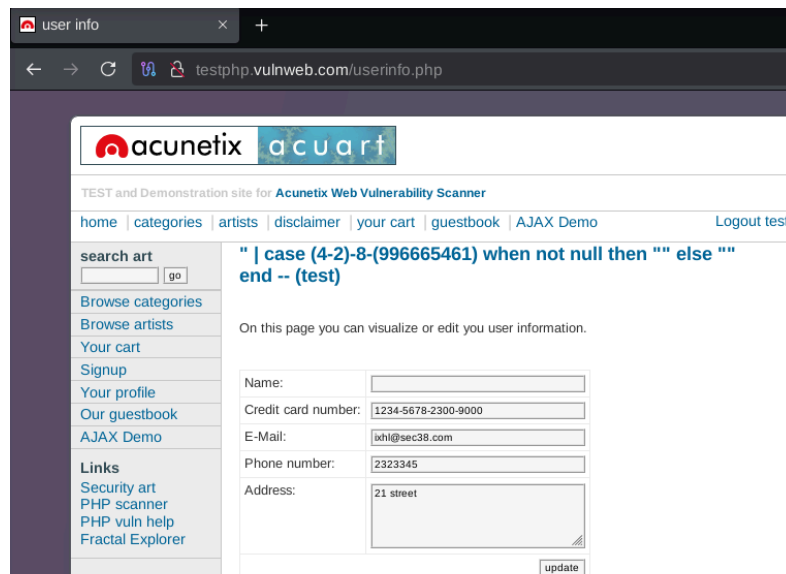 user info
testphp.vulnweb.com/userinfo.php
acunetix acuart
TEST and Demonstration site for Acunetix Web Vulnerability Scanner
home | categories | artists | disclaimer | your cart | guestbook | AJAX Demo
Logout test
search art
go
Browse categories
Browse artists
Your cart
Signup
Your profile
Our guestbook
AJAX Demo
Links
Security art
PHP scanner
PHP vuln help
Fractal Explorer
" | case (4-2)-8-(996665461) when not null then "" else ""
end -- (test)
On this page you can visualize or edit you user information.
Name:
Credit card number: 1234-5678-2300-9000
E-Mail: ixhl@sec38.com
Phone number: 2323345
Address: 21 street
update